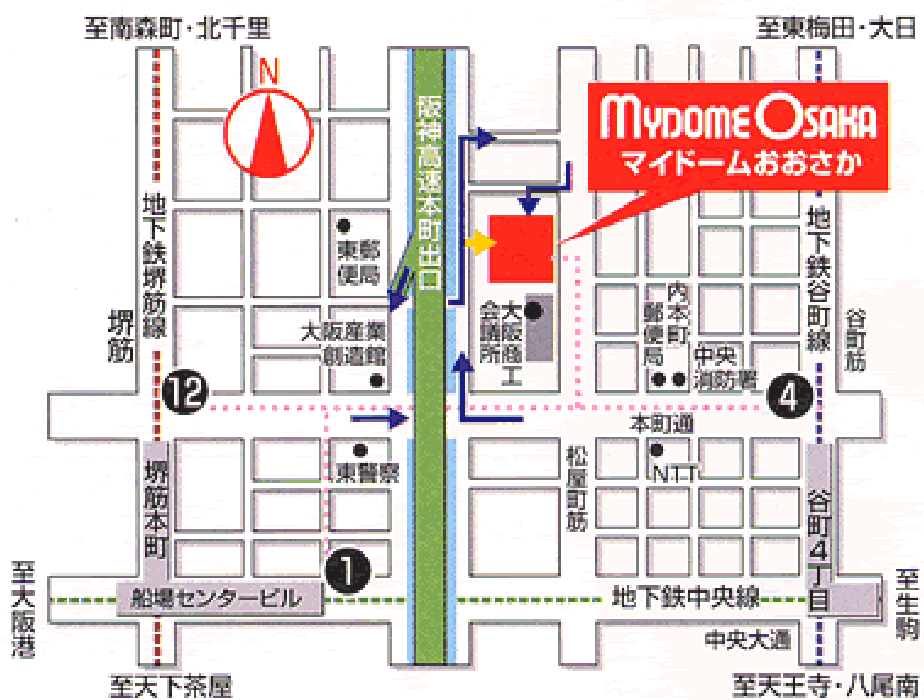 至南森町・北千里
至東梅田・大日
N
MYDOME OSAKA
マイドームおおさか
阪神高速本町出口
地下鉄堺筋線
堺筋
東郵
便局
大阪産業
創造館
大阪商工
会議所
内本町
郵便局
中央
消防署
地下鉄谷町線
谷町筋
12
4
本町通
東警察
松屋町筋
NTT
堺筋本町
谷町4丁目
1
至大阪港
船場センタービル
地下鉄中央線
至生駒
中央大通
至天下茶屋
至天王寺・八尾南